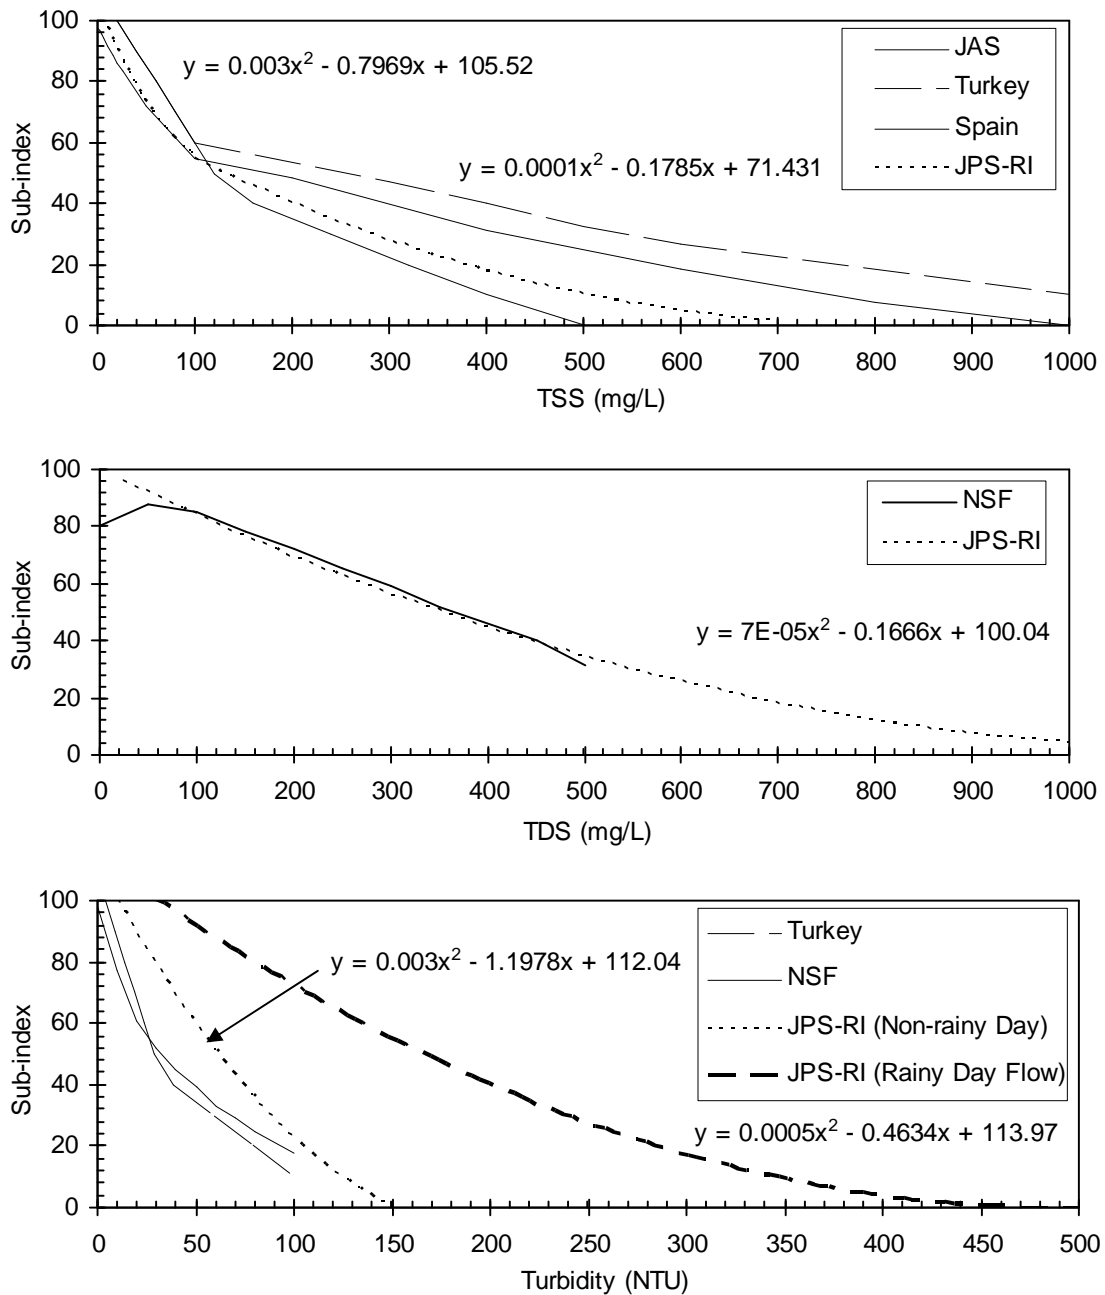 100
80
60
40
20
0
Sub-index
y = 0.003x² - 0.7969x + 105.52
y = 0.0001x² - 0.1785x + 71.431
JAS
Turkey
Spain
JPS-RI
0 100 200 300 400 500 600 700 800 900 1000
TSS (mg/L)
100
80
60
40
20
0
Sub-index
NSF
JPS-RI
y = 7E-05x² - 0.1666x + 100.04
0 100 200 300 400 500 600 700 800 900 1000
TDS (mg/L)
100
80
60
40
20
0
Sub-index
y = 0.003x² - 1.1978x + 112.04
Turkey
NSF
JPS-RI (Non-rainy Day)
JPS-RI (Rainy Day Flow)
y = 0.0005x² - 0.4634x + 113.97
0 50 100 150 200 250 300 350 400 450 500
Turbidity (NTU)